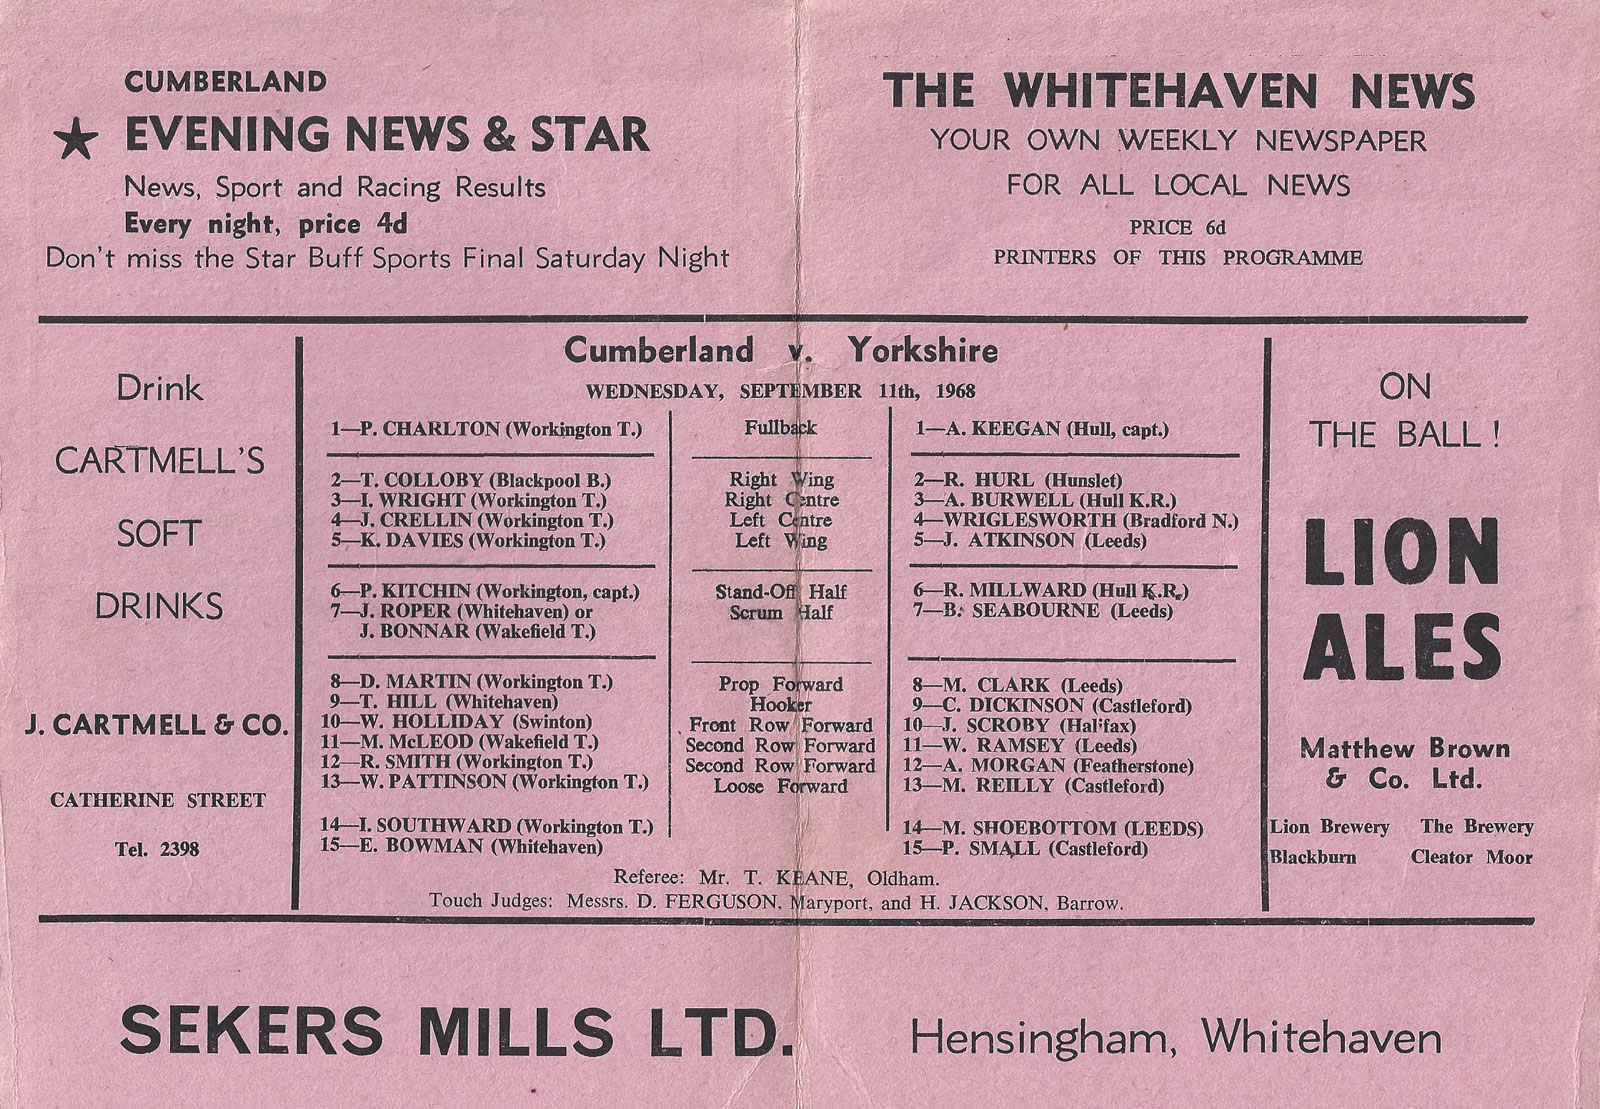 CUMBERLAND
★ EVENING NEWS & STAR
News, Sport and Racing Results
Every night, price 4d
Don't miss the Star Buff Sports Final Saturday Night
THE WHITEHAVEN NEWS
YOUR OWN WEEKLY NEWSPAPER
FOR ALL LOCAL NEWS
PRICE 6d
PRINTERS OF THIS PROGRAMME
Drink
CARTMELL'S
SOFT
DRINKS
J. CARTMELL & CO.
CATHERINE STREET
Tel. 2398
Cumberland v. Yorkshire
WEDNESDAY, SEPTEMBER 11th, 1968
1—P. CHARLTON (Workington T.) Fullback 1—A. KEEGAN (Hull, capt.)
2—T. COLLOBY (Blackpool B.) Right Wing 2—R. HURL (Hunslet)
3—I. WRIGHT (Workington T.) Right Centre 3—A. BURWELL (Hull K.R.)
4—J. CRELLIN (Workington T.) Left Centre 4—WRIGLESWORTH (Bradford N.)
5—K. DAVIES (Workington T.) Left Wing 5—J. ATKINSON (Leeds)
6—P. KITCHIN (Workington, capt.) Stand-Off Half 6—R. MILLWARD (Hull K.R.)
7—J. ROPER (Whitehaven) or Scrum Half 7—B. SEABOURNE (Leeds)
J. BONNAR (Wakefield T.)
8—D. MARTIN (Workington T.) Prop Forward 8—M. CLARK (Leeds)
9—T. HILL (Whitehaven) Hooker 9—C. DICKINSON (Castleford)
10—W. HOLLIDAY (Swinton) Front Row Forward 10—J. SCROBY (Halifax)
11—M. McLEOD (Wakefield T.) Second Row Forward 11—W. RAMSEY (Leeds)
12—R. SMITH (Workington T.) Second Row Forward 12—A. MORGAN (Featherstone)
13—W. PATTINSON (Workington T.) Loose Forward 13—M. REILLY (Castleford)
14—I. SOUTHWARD (Workington T.) 14—M. SHOEBOTTOM (LEEDS)
15—E. BOWMAN (Whitehaven) 15—P. SMALL (Castleford)
Referee: Mr. T. KEANE, Oldham.
Touch Judges: Messrs. D. FERGUSON, Maryport, and H. JACKSON, Barrow.
ON
THE BALL!
LION
ALES
Matthew Brown
& Co. Ltd.
Lion Brewery The Brewery
Blackburn Cleator Moor
SEKERS MILLS LTD. Hensingham, Whitehaven